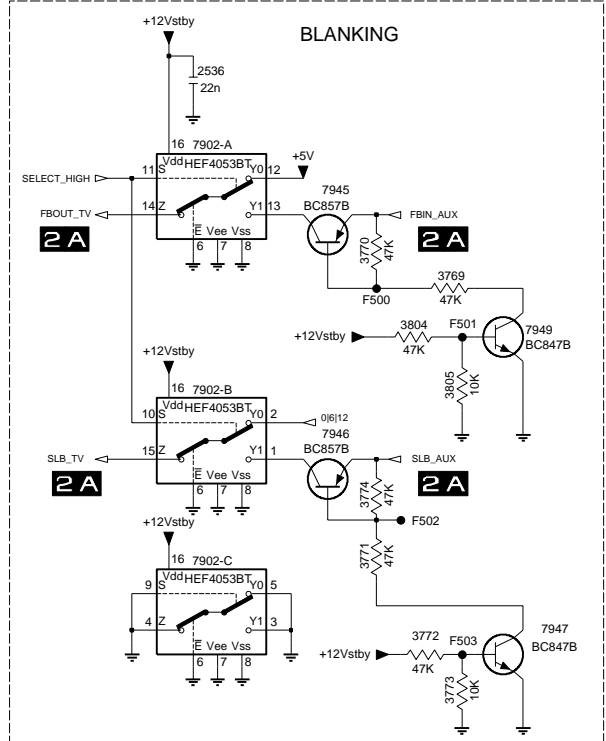 BLANKING
+12Vstby
2536
22n
16 7902-A
Vdd HEF4053BT
SELECT_HIGH
11 S Y0 12
+5V
FBOUT_TV
14 Z Y1 13
7945
BC857B
FBIN_AUX
2 A
2 A
E Vee Vss
6 7 8
3770
47K
F500
3769
47K
+12Vstby
3804
47K
F501
7949
BC847B
3805
10K
+12Vstby
16 7902-B
Vdd HEF4053BT
10 S Y0 2
0|6|12
SLB_TV
15 Z Y1 1
7946
BC857B
SLB_AUX
2 A
2 A
E Vee Vss
6 7 8
3774
47K
F502
3771
47K
+12Vstby
16 7902-C
Vdd HEF4053BT
9 S Y0 5
4 Z Y1 3
E Vee Vss
6 7 8
+12Vstby
3772
47K
F503
7947
BC847B
3773
10K